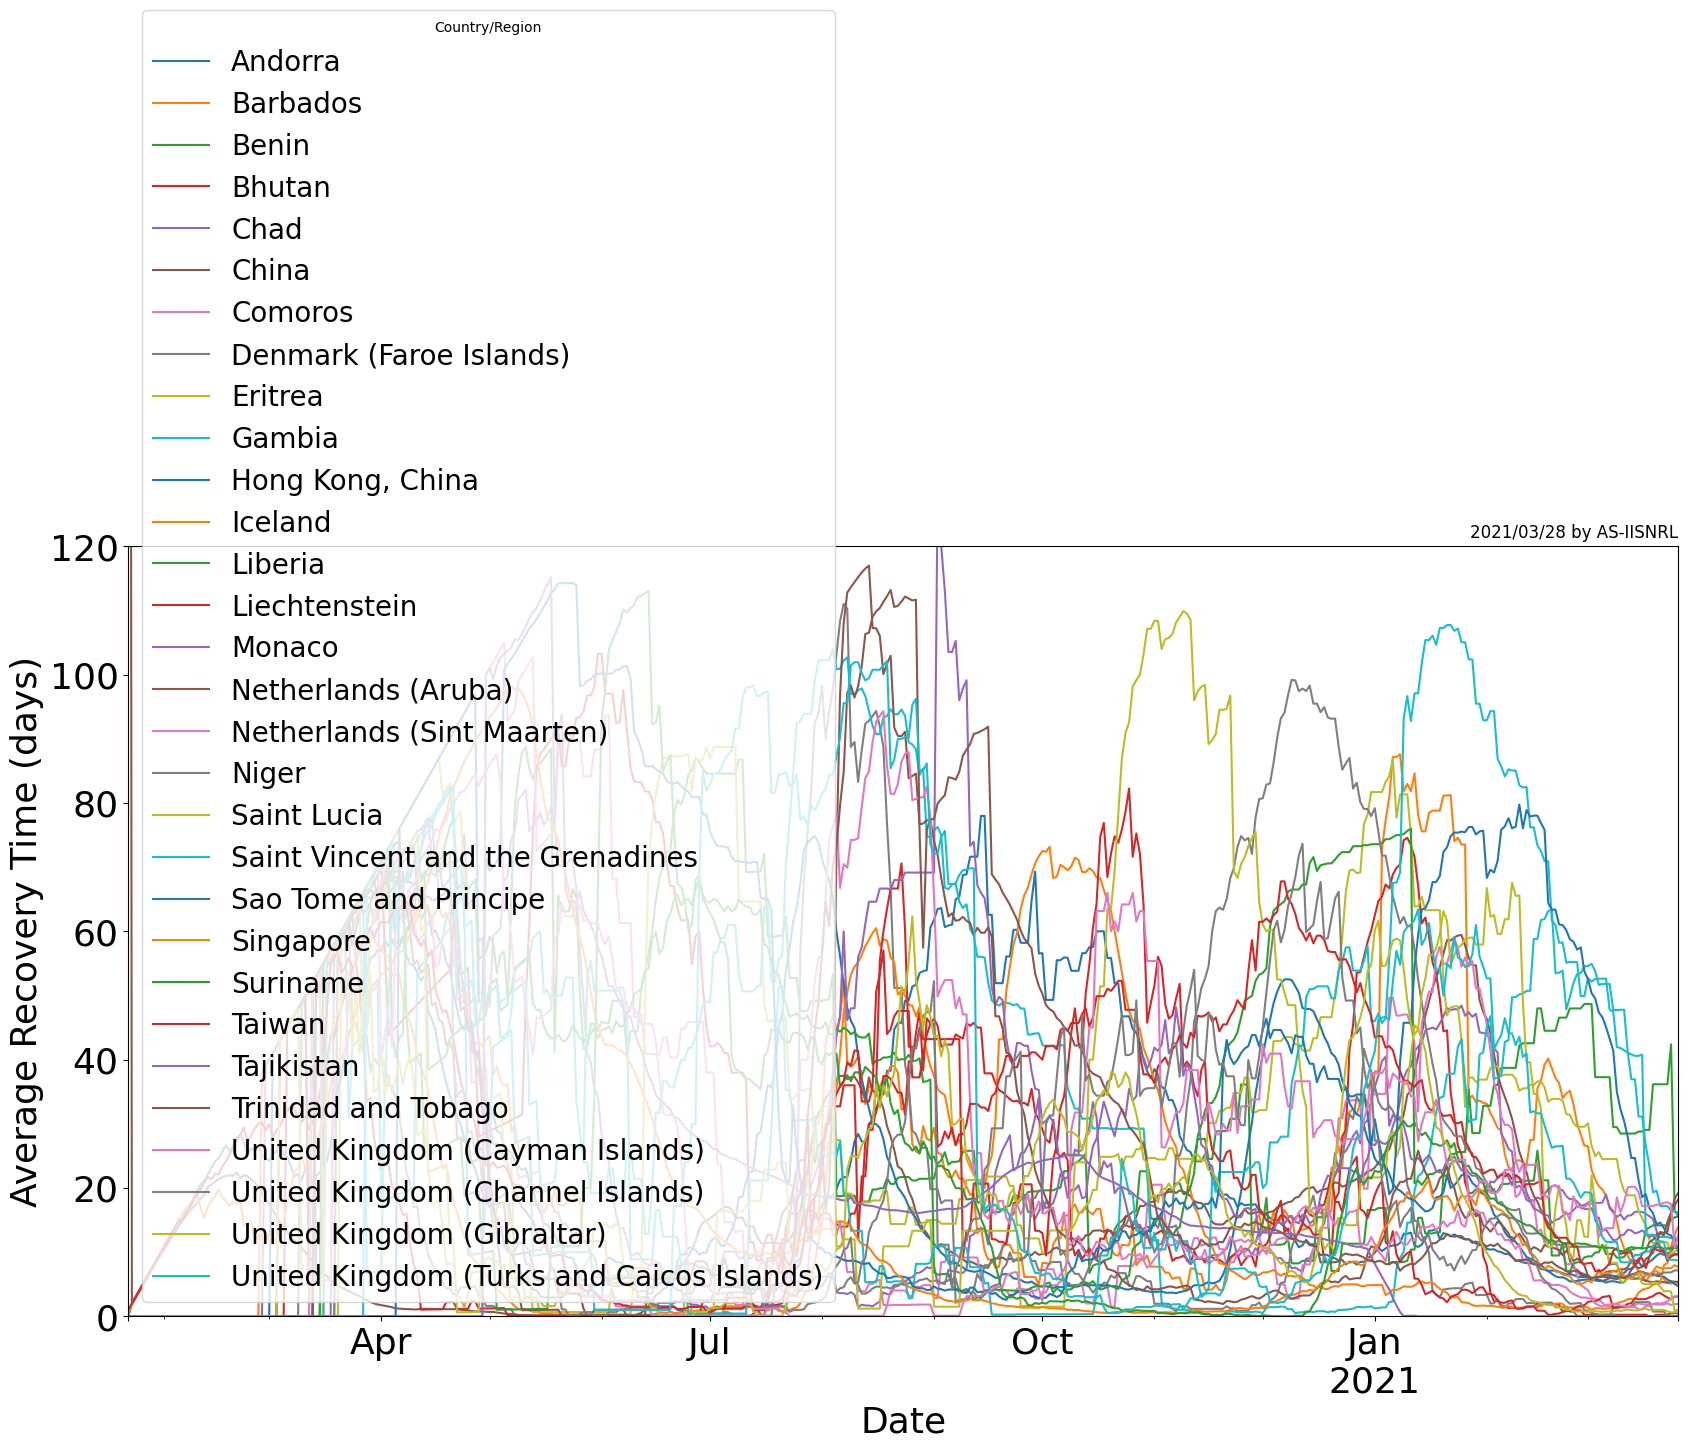 Country/Region
Andorra
Barbados
Benin
Bhutan
Chad
China
Comoros
Denmark (Faroe Islands)
Eritrea
Gambia
Hong Kong, China
Iceland
Liberia
Liechtenstein
Monaco
Netherlands (Aruba)
Netherlands (Sint Maarten)
Niger
Saint Lucia
Saint Vincent and the Grenadines
Sao Tome and Principe
Singapore
Suriname
Taiwan
Tajikistan
Trinidad and Tobago
United Kingdom (Cayman Islands)
United Kingdom (Channel Islands)
United Kingdom (Gibraltar)
United Kingdom (Turks and Caicos Islands)
2021/03/28 by AS-IISNRL
Average Recovery Time (days)
120
100
80
60
40
20
0
Apr
Jul
Oct
Jan
2021
Date